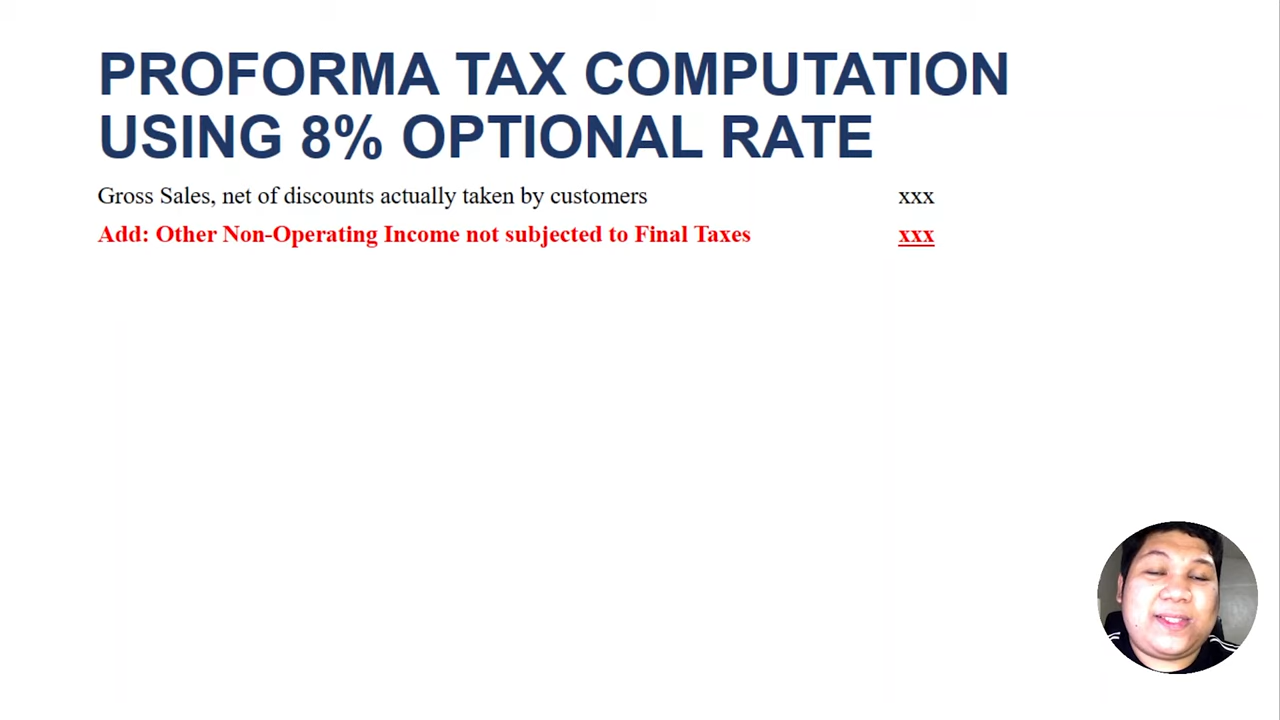 PROFORMA TAX COMPUTATION
USING 8% OPTIONAL RATE
Gross Sales, net of discounts actually taken by customers xxx
Add: Other Non-Operating Income not subjected to Final Taxes xxx